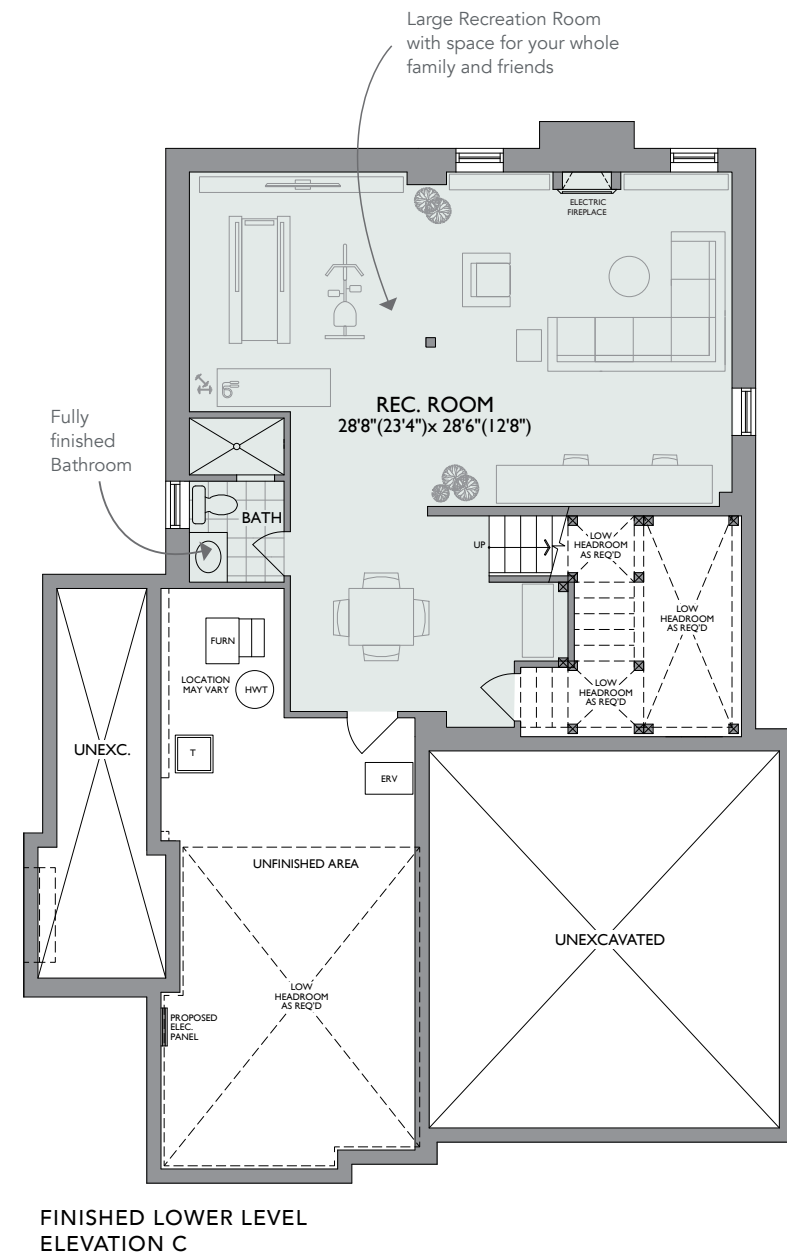 Large Recreation Room
with space for your whole
family and friends
ELECTRIC
FIREPLACE
REC. ROOM
28'8"(23'4")x 28'6"(12'8")
Fully
finished
Bathroom
BATH
UP
LOW
HEADROOM
AS REQ'D
LOW
HEADROOM
AS REQ'D
LOW
HEADROOM
AS REQ'D
FURN
LOCATION
MAY VARY
HWT
UNEXC.
T
ERV
UNFINISHED AREA
UNEXCAVATED
LOW
HEADROOM
AS REQ'D
PROPOSED
ELEC.
PANEL
FINISHED LOWER LEVEL
ELEVATION C